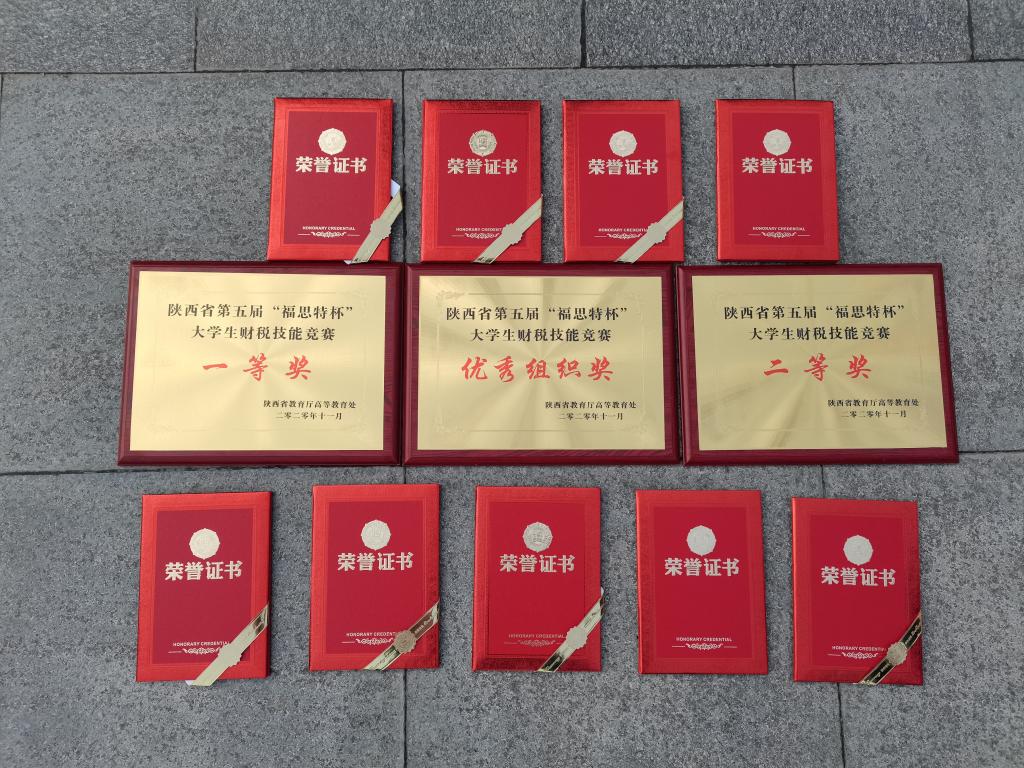 荣誉证书
HONORARY CREDENTIAL
荣誉证书
HONORARY CREDENTIAL
荣誉证书
HONORARY CREDENTIAL
荣誉证书
HONORARY CREDENTIAL
陕西省第五届“福思特杯”
大学生财税技能竞赛
一等奖
陕西省教育厅高等教育处
二零二零年十一月
陕西省第五届“福思特杯”
大学生财税技能竞赛
优秀组织奖
陕西省教育厅高等教育处
二零二零年十一月
陕西省第五届“福思特杯”
大学生财税技能竞赛
二等奖
陕西省教育厅高等教育处
二零二零年十一月
荣誉证书
HONORARY CREDENTIAL
荣誉证书
HONORARY CREDENTIAL
荣誉证书
HONORARY CREDENTIAL
荣誉证书
HONORARY CREDENTIAL
荣誉证书
HONORARY CREDENTIAL